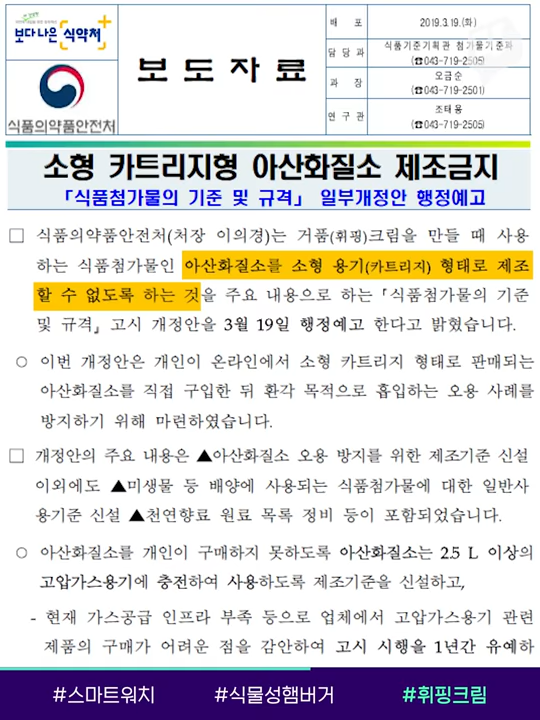 보다나은 식약처
식품의약품안전처
보도자료
배 포 2019.3.19.(화)
담당과 식품기준기획관 첨가물기준과
(☎043-719-2505)
과 장 오금순
(☎043-719-2501)
연구관 조태용
(☎043-719-2505)
소형 카트리지형 아산화질소 제조금지
「식품첨가물의 기준 및 규격」 일부개정안 행정예고
□ 식품의약품안전처(처장 이의경)는 거품(휘핑)크림을 만들 때 사용
하는 식품첨가물인 아산화질소를 소형 용기(카트리지) 형태로 제조
할 수 없도록 하는 것을 주요 내용으로 하는 「식품첨가물의 기준
및 규격」 고시 개정안을 3월 19일 행정예고 한다고 밝혔습니다.
○ 이번 개정안은 개인이 온라인에서 소형 카트리지 형태로 판매되는
아산화질소를 직접 구입한 뒤 환각 목적으로 흡입하는 오용 사례를
방지하기 위해 마련하였습니다.
□ 개정안의 주요 내용은 ▲아산화질소 오용 방지를 위한 제조기준 신설
이외에도 ▲미생물 등 배양에 사용되는 식품첨가물에 대한 일반사
용기준 신설 ▲천연향료 원료 목록 정비 등이 포함되었습니다.
○ 아산화질소를 개인이 구매하지 못하도록 아산화질소는 2.5 L 이상의
고압가스용기에 충전하여 사용하도록 제조기준을 신설하고,
- 현재 가스공급 인프라 부족 등으로 업체에서 고압가스용기 관련
제품의 구매가 어려운 점을 감안하여 고시 시행을 1년간 유예하
#스마트워치 #식물성햄버거 #휘핑크림